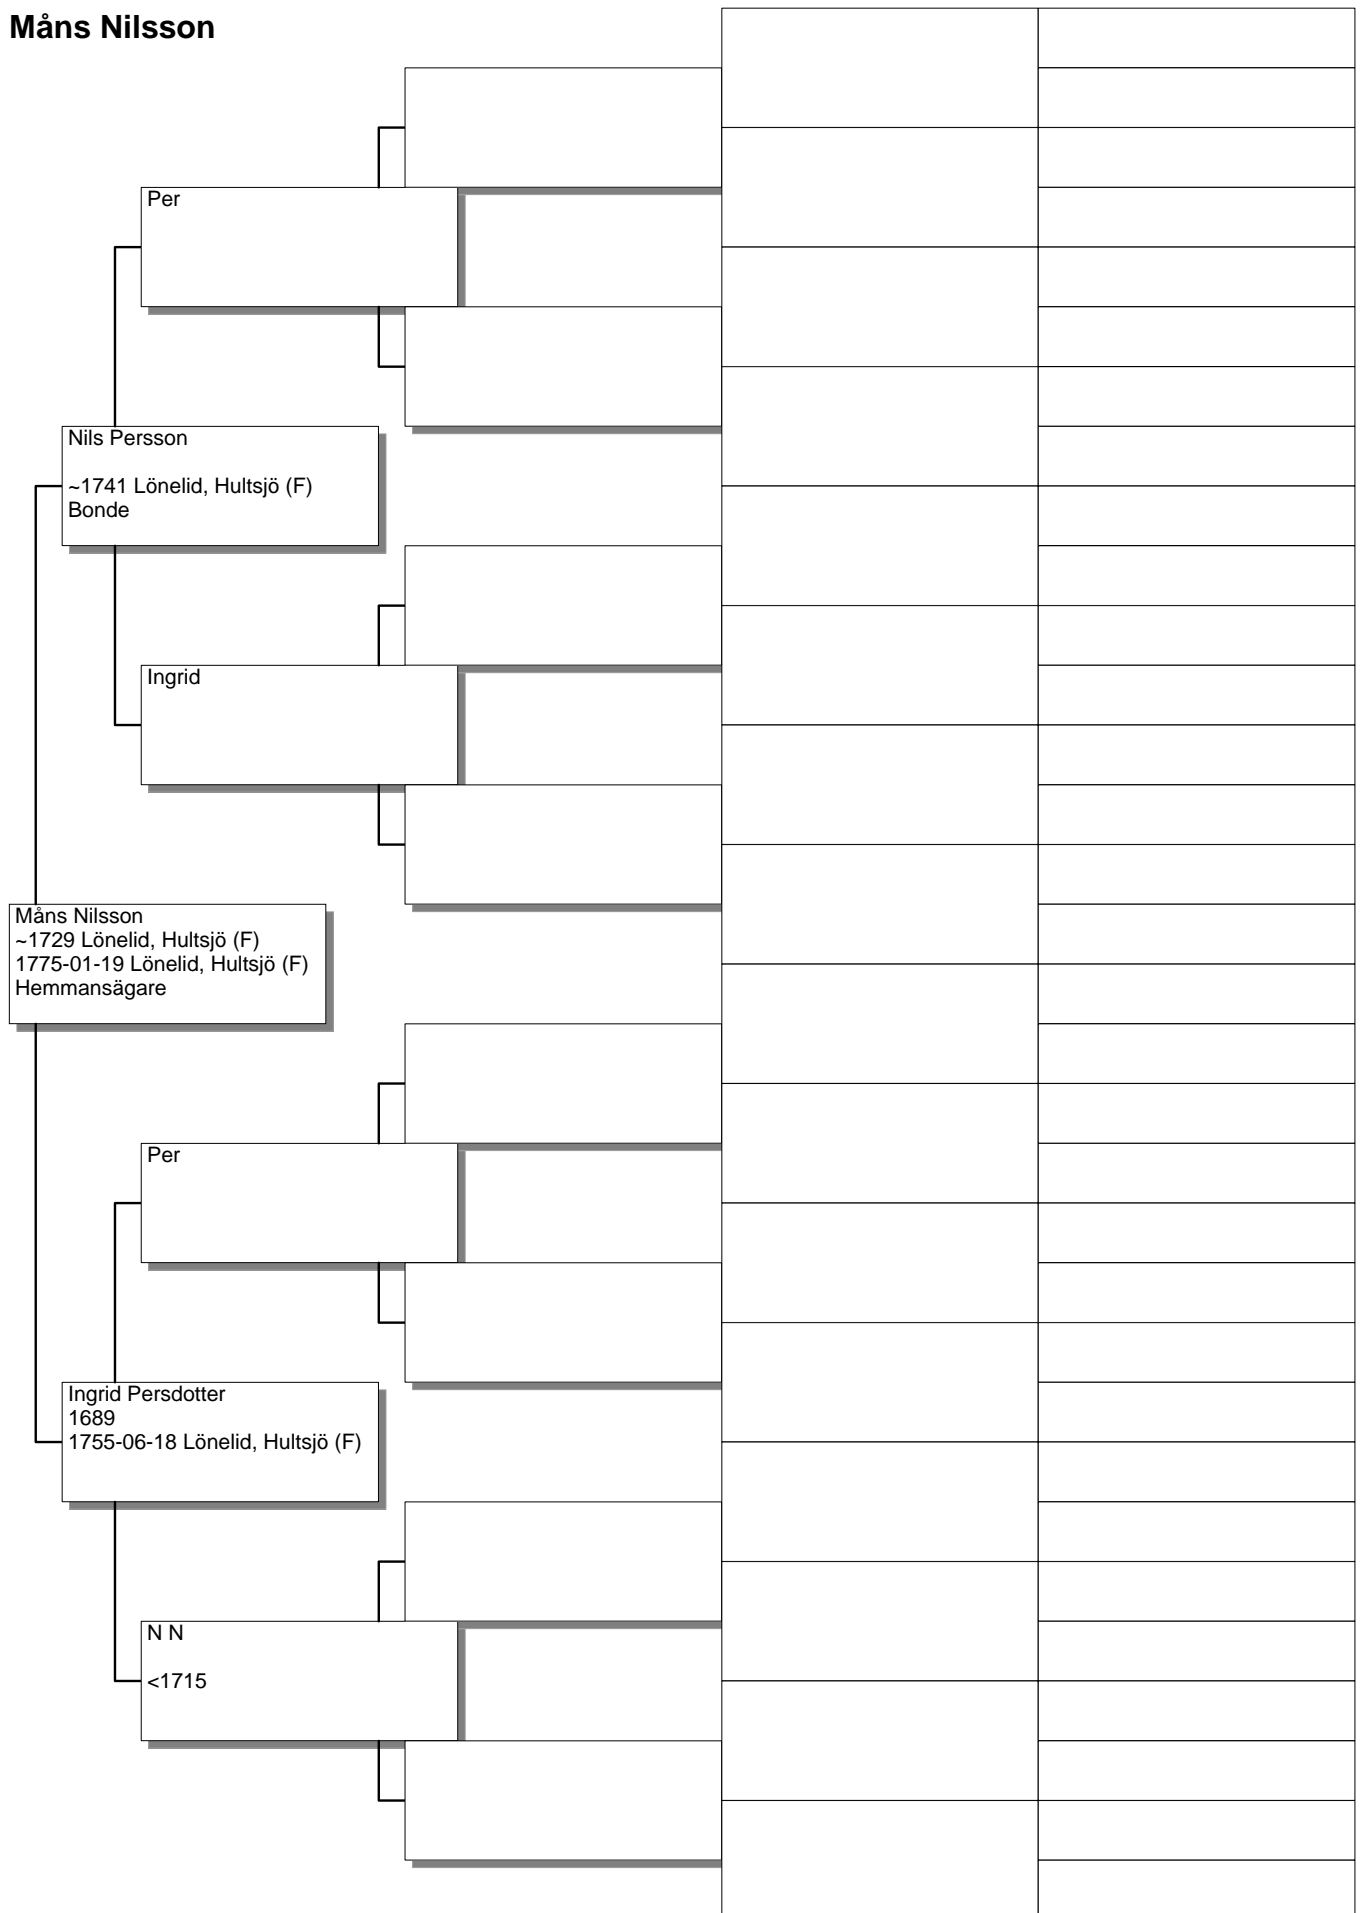 Måns Nilsson
Per
Nils Persson
~1741 Lönelid, Hultsjö (F)
Bonde
Ingrid
Måns Nilsson
~1729 Lönelid, Hultsjö (F)
1775-01-19 Lönelid, Hultsjö (F)
Hemmansägare
Per
Ingrid Persdotter
1689
1755-06-18 Lönelid, Hultsjö (F)
N N
<1715